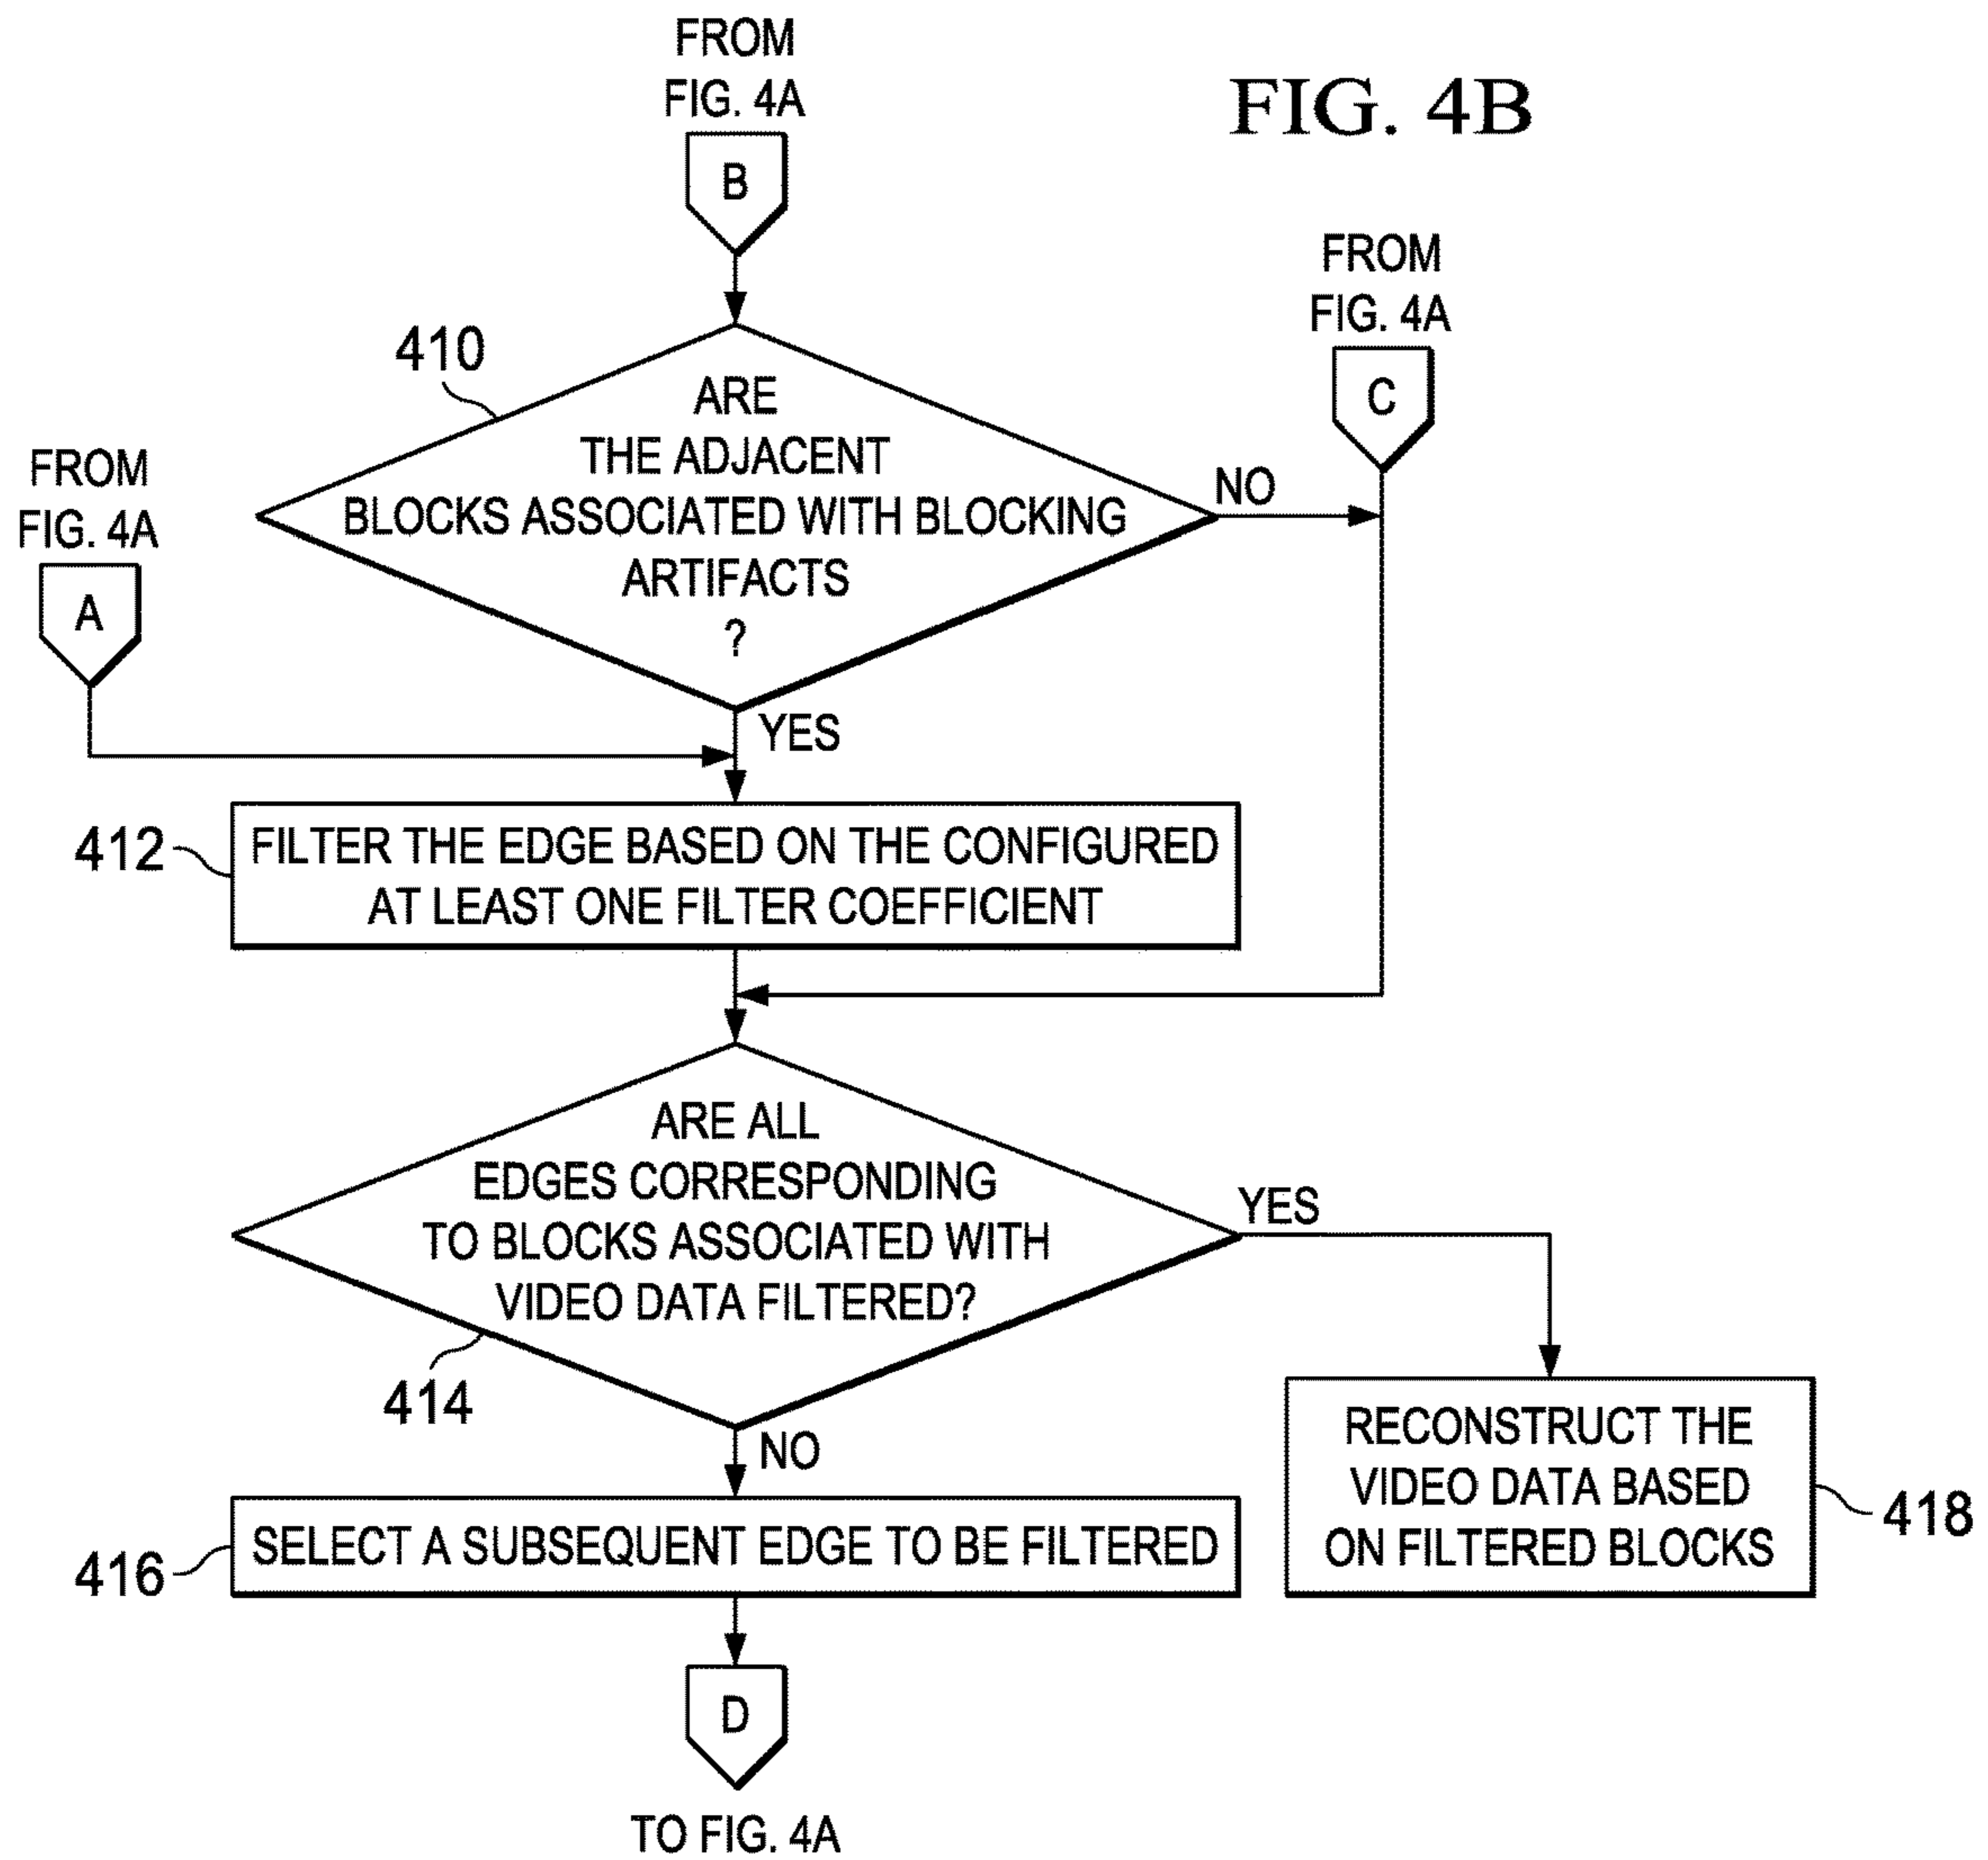 FROM
FIG. 4A
FIG. 4B
B
FROM
FIG. 4A
C
410
ARE
THE ADJACENT
BLOCKS ASSOCIATED WITH BLOCKING
ARTIFACTS
?
NO
FROM
FIG. 4A
A
YES
412
FILTER THE EDGE BASED ON THE CONFIGURED
AT LEAST ONE FILTER COEFFICIENT
ARE ALL
EDGES CORRESPONDING
TO BLOCKS ASSOCIATED WITH
VIDEO DATA FILTERED?
YES
414
NO
RECONSTRUCT THE
VIDEO DATA BASED
ON FILTERED BLOCKS
418
416
SELECT A SUBSEQUENT EDGE TO BE FILTERED
D
TO FIG. 4A